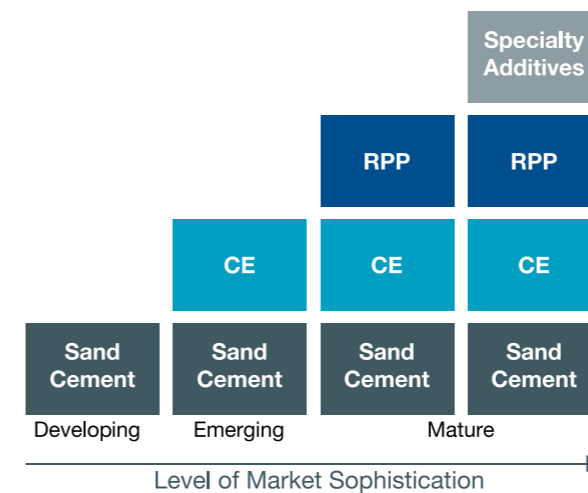 Specialty
Additives
RPP RPP
CE CE CE
Sand Sand Sand Sand
Cement Cement Cement Cement
Developing Emerging Mature
Level of Market Sophistication